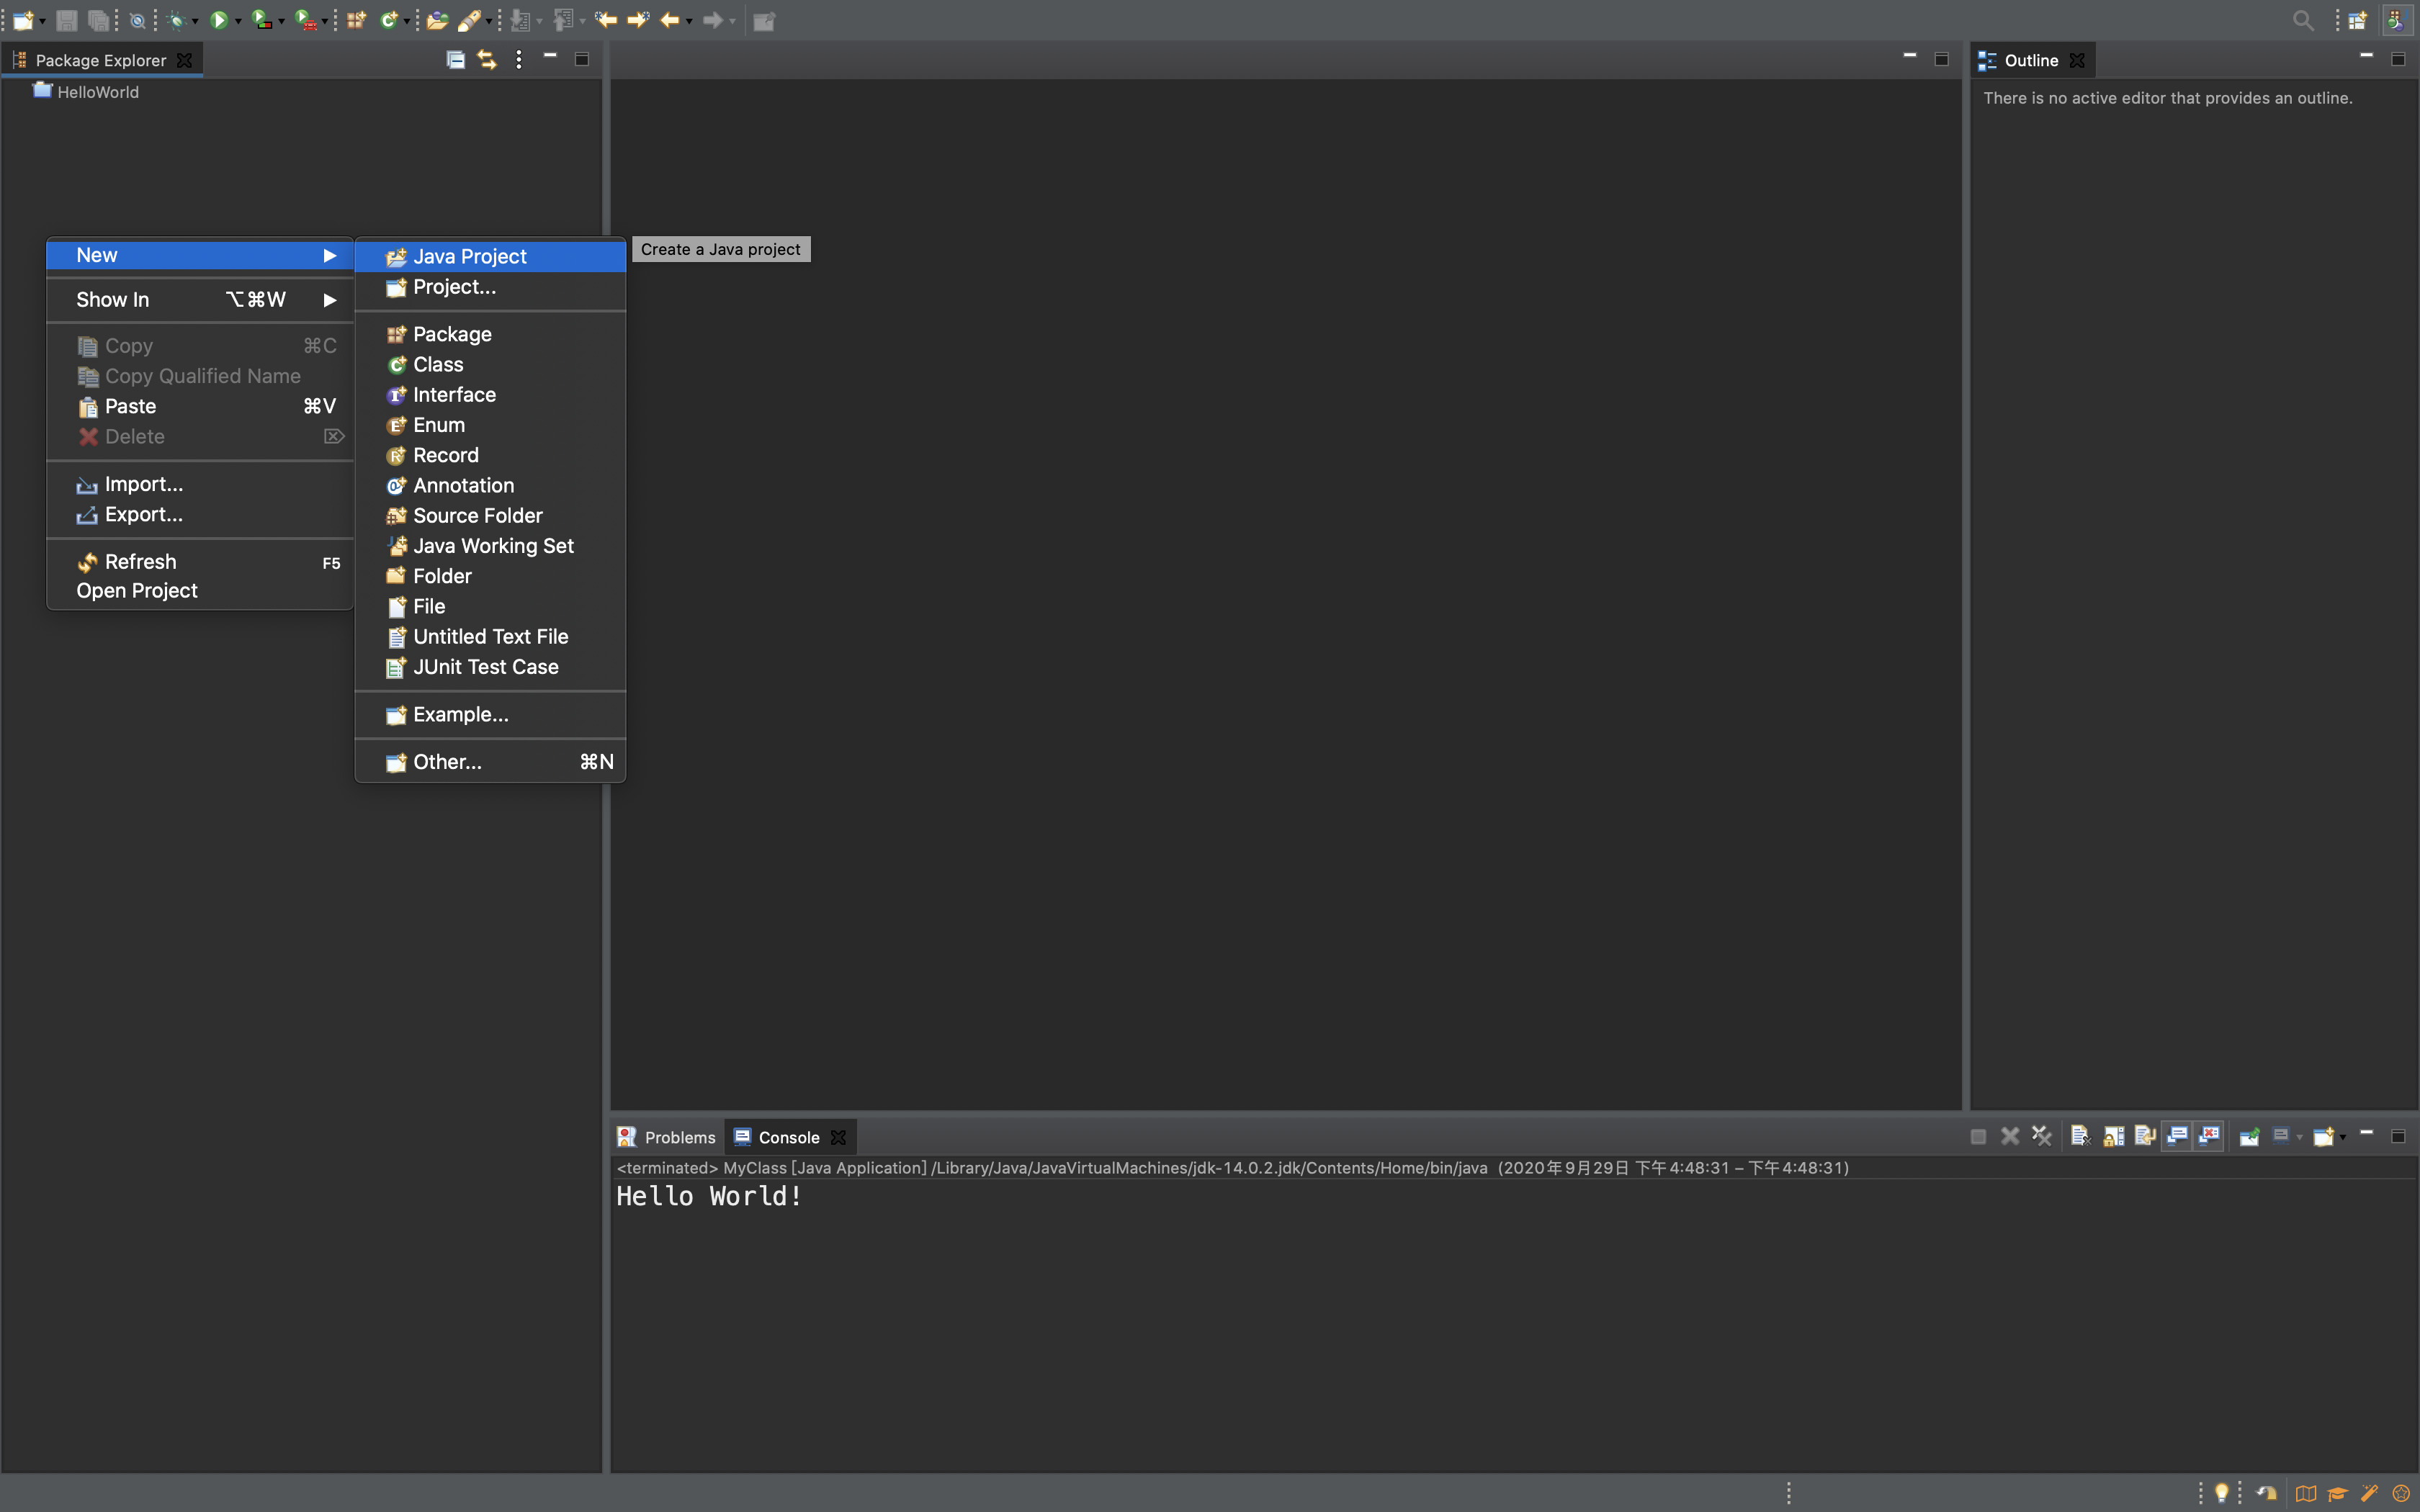 Package Explorer
Outline
HelloWorld
There is no active editor that provides an outline.
New
Show In ⌥⌘W
Copy ⌘C
Copy Qualified Name
Paste ⌘V
Delete ⌦
Import...
Export...
Refresh F5
Open Project
Java Project
Create a Java project
Project...
Package
Class
Interface
Enum
Record
Annotation
Source Folder
Java Working Set
Folder
File
Untitled Text File
JUnit Test Case
Example...
Other... ⌘N
Problems
Console
<terminated> MyClass [Java Application] /Library/Java/JavaVirtualMachines/jdk-14.0.2.jdk/Contents/Home/bin/java (2020年9月29日 下午4:48:31 – 下午4:48:31)
Hello World!